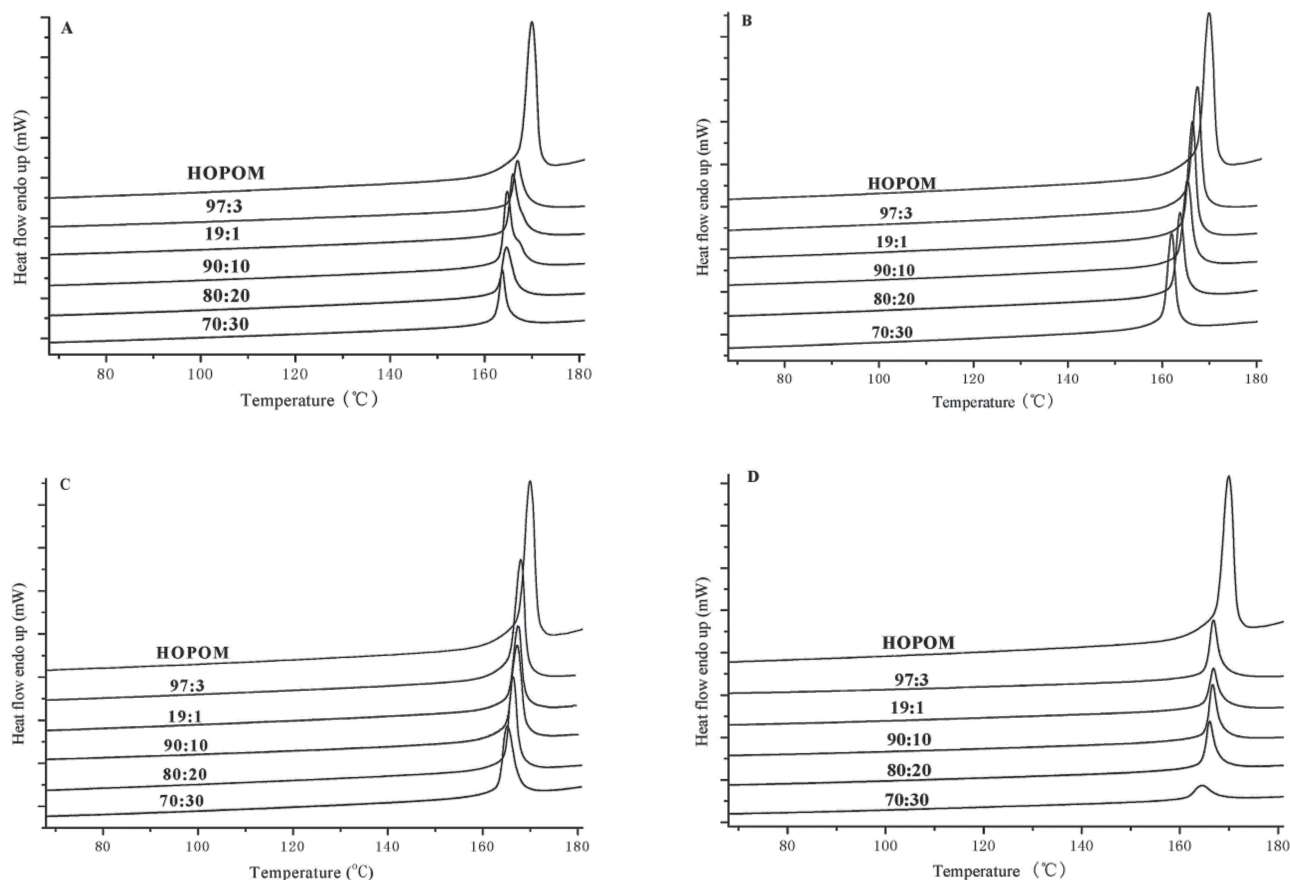 A
Heat flow endo up (mW)
HOPOM
97:3
19:1
90:10
80:20
70:30
80 100 120 140 160 180
Temperature (℃)
B
Heat flow endo up (mW)
HOPOM
97:3
19:1
90:10
80:20
70:30
80 100 120 140 160 180
Temperature (℃)
C
Heat flow endo up (mW)
HOPOM
97:3
19:1
90:10
80:20
70:30
80 100 120 140 160 180
Temperature (°C)
D
Heat flow endo up (mW)
HOPOM
97:3
19:1
90:10
80:20
70:30
80 100 120 140 160 180
Temperature (℃)